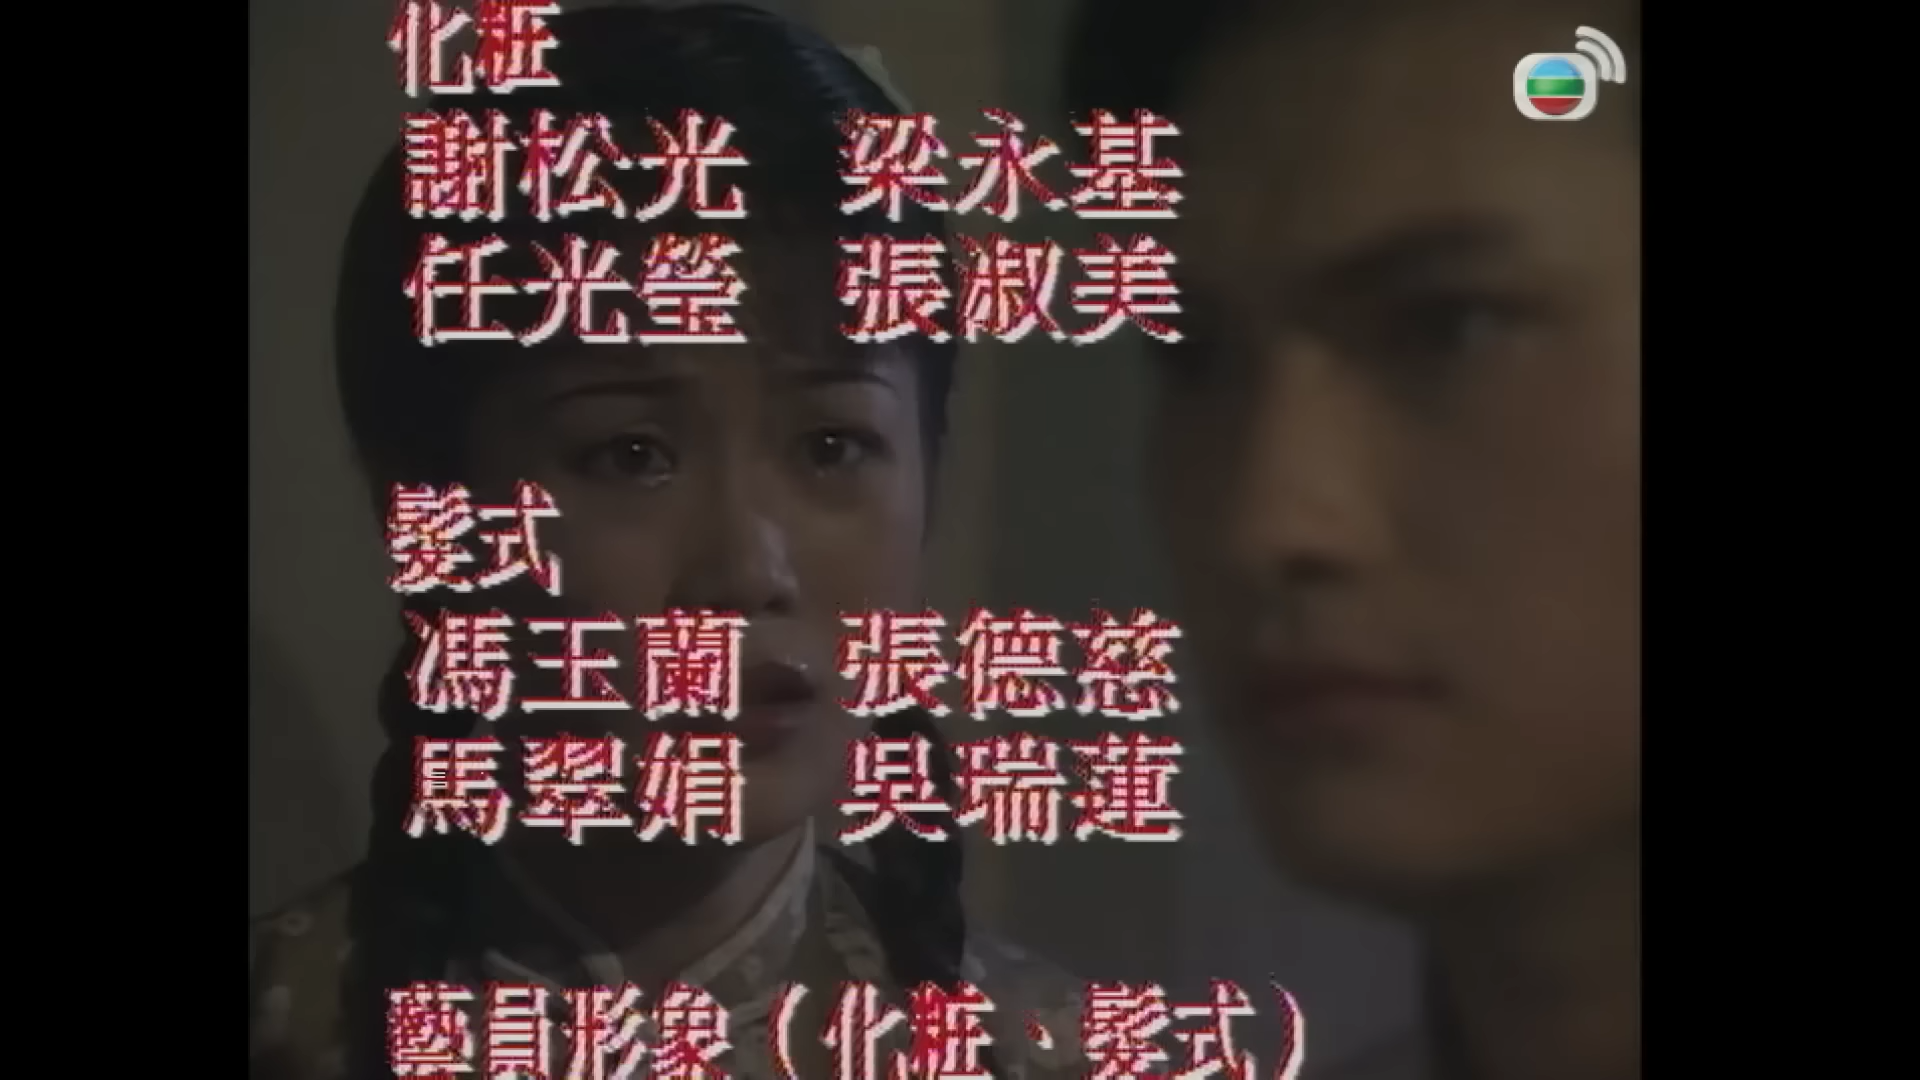 化粧
謝松光 梁永基
任光瑩 張淑美
髮式
馮玉蘭 張德慈
馬翠娟 吳瑞蓮
藝員形象(化粧、髮式)